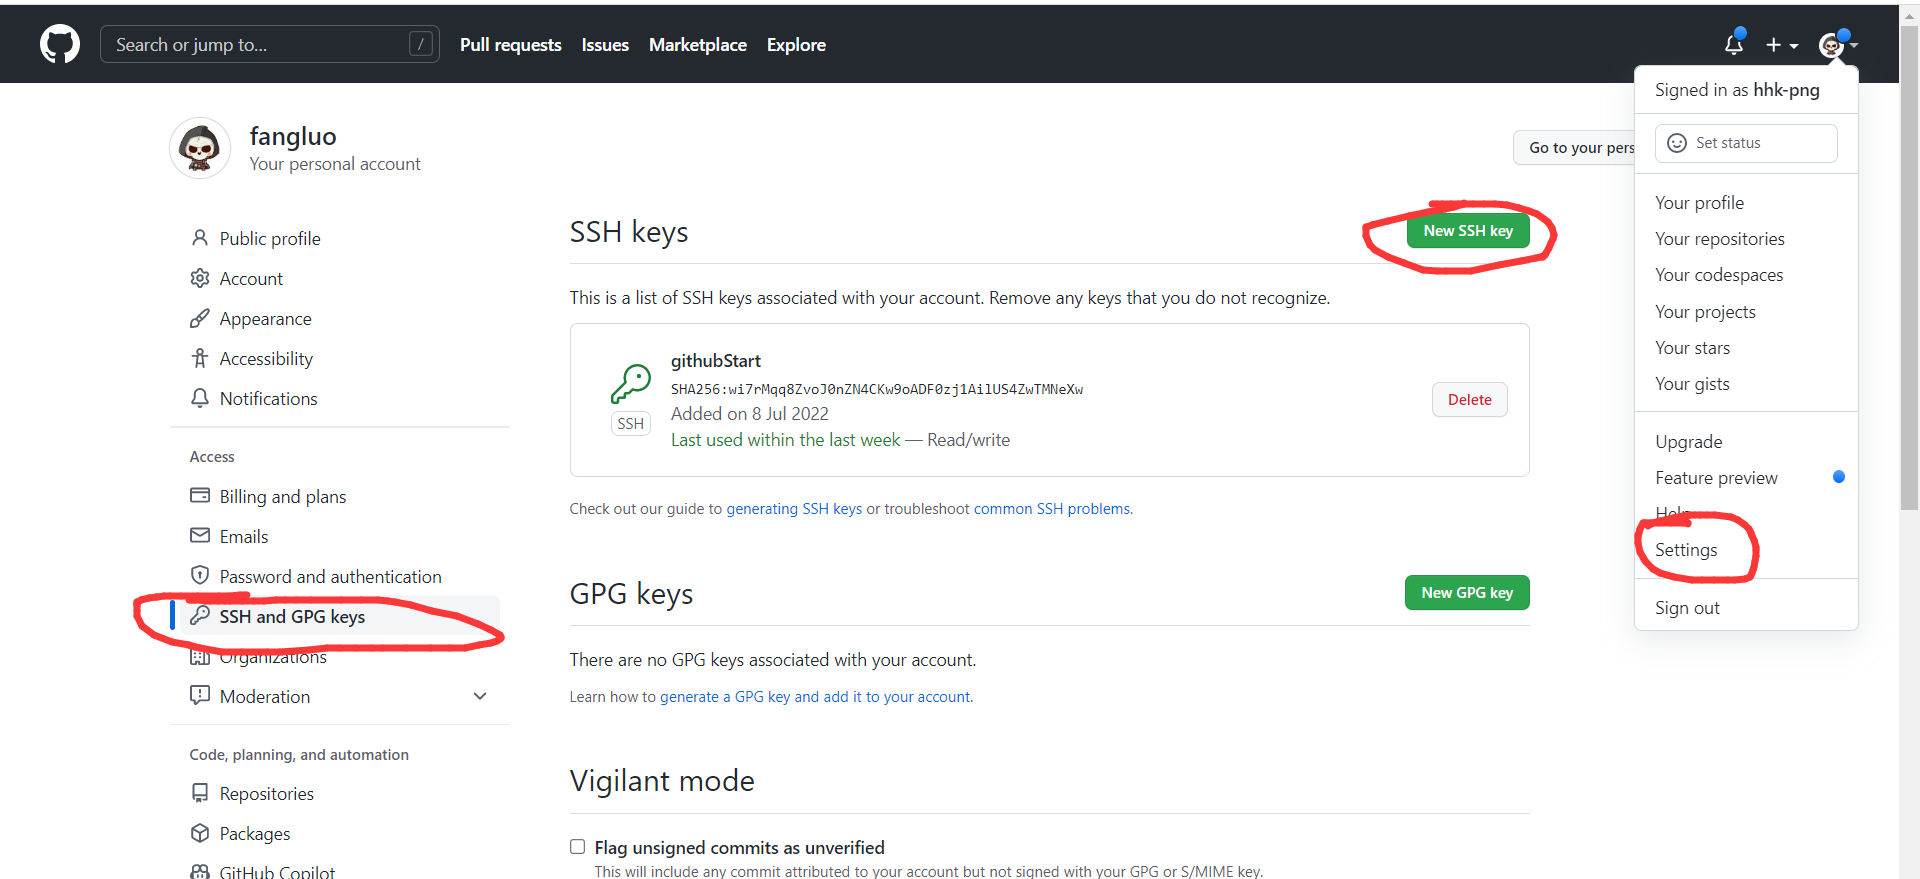 Search or jump to... /
Pull requests Issues Marketplace Explore
Signed in as hhk-png
Set status
Your profile
Your repositories
Your codespaces
Your projects
Your stars
Your gists
Upgrade
Feature preview
Help
Settings
Sign out
fangluo
Your personal account
Go to your pers
Public profile
Account
Appearance
Accessibility
Notifications
Access
Billing and plans
Emails
Password and authentication
SSH and GPG keys
Organizations
Moderation
Code, planning, and automation
Repositories
Packages
GitHub Copilot
SSH keys
New SSH key
This is a list of SSH keys associated with your account. Remove any keys that you do not recognize.
githubStart
SHA256:wi7rMqq8ZvoJ0nZN4CKw9oADF0zj1AilUS4ZwTMNeXw
Added on 8 Jul 2022
Last used within the last week — Read/write
SSH
Delete
Check out our guide to generating SSH keys or troubleshoot common SSH problems.
GPG keys
New GPG key
There are no GPG keys associated with your account.
Learn how to generate a GPG key and add it to your account.
Vigilant mode
Flag unsigned commits as unverified
This will include any commit attributed to your account but not signed with your GPG or S/MIME key.